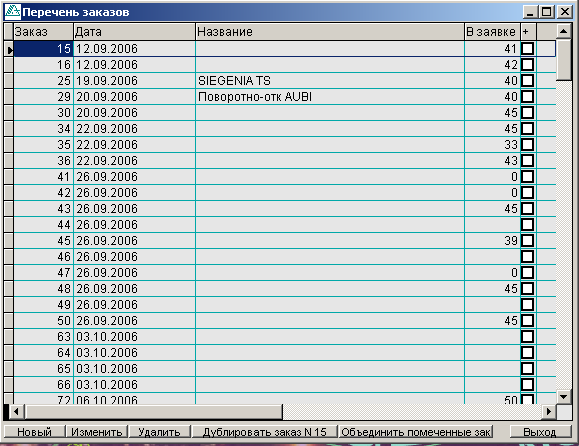 Перечень заказов
Заказ Дата Название В заявке +
15 12.09.2006 41
16 12.09.2006 42
25 19.09.2006 SIEGENIA TS 40
29 20.09.2006 Поворотно-отк AUBI 40
30 20.09.2006 45
34 22.09.2006 45
35 22.09.2006 33
36 22.09.2006 43
41 26.09.2006 0
42 26.09.2006 0
43 26.09.2006 45
44 26.09.2006
45 26.09.2006 39
46 26.09.2006
47 26.09.2006 0
48 26.09.2006 45
49 26.09.2006
50 26.09.2006 45
63 03.10.2006
64 03.10.2006
65 03.10.2006
66 03.10.2006
72 06.10.2006 50
Новый Изменить Удалить Дублировать заказ N 15 Объединить помеченные зак Выход